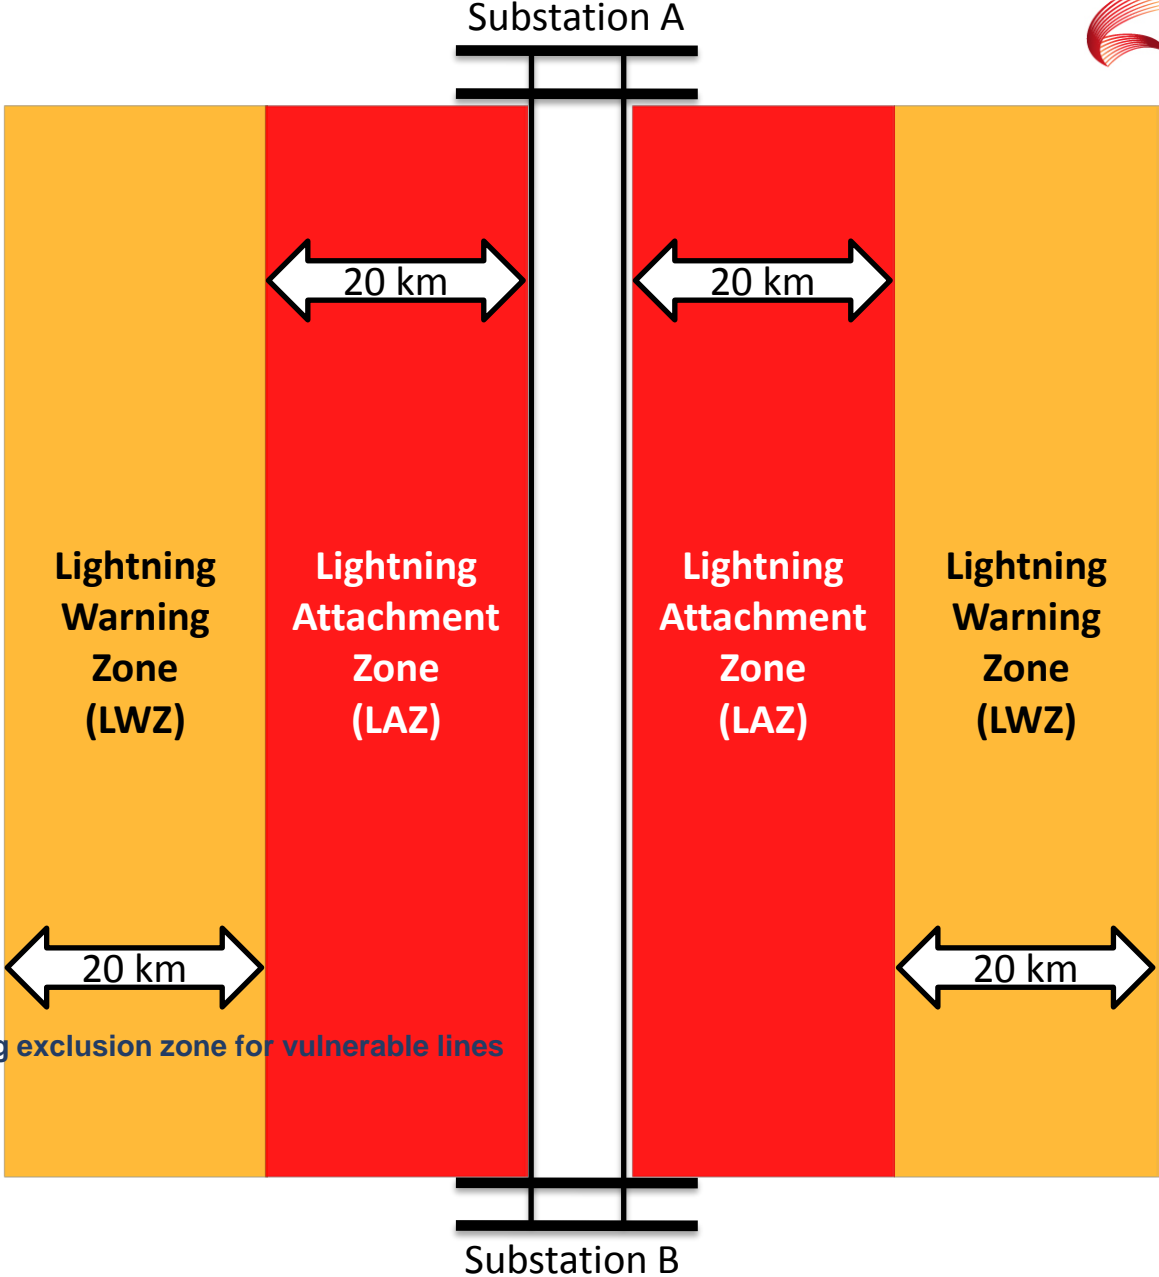 Substation A
20 km
20 km
Lightning
Warning
Zone
(LWZ)
Lightning
Attachment
Zone
(LAZ)
Lightning
Attachment
Zone
(LAZ)
Lightning
Warning
Zone
(LWZ)
20 km
20 km
exclusion zone for vulnerable lines
Substation B